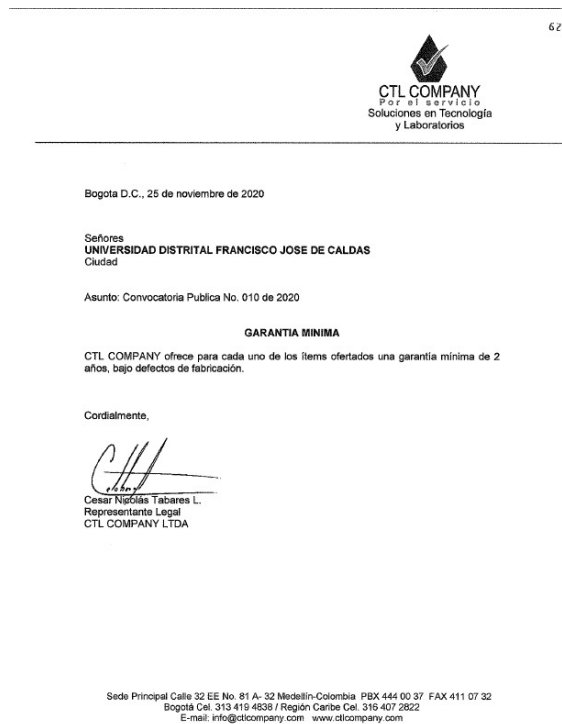 62
CTL COMPANY
Por el servicio
Soluciones en Tecnología
y Laboratorios
Bogota D.C., 25 de noviembre de 2020
Señores
UNIVERSIDAD DISTRITAL FRANCISCO JOSE DE CALDAS
Ciudad
Asunto: Convocatoria Publica No. 010 de 2020
GARANTIA MINIMA
CTL COMPANY ofrece para cada uno de los ítems ofertados una garantía mínima de 2
años, bajo defectos de fabricación.
Cordialmente,
Cesar Nicolás Tabares L.
Representante Legal
CTL COMPANY LTDA
Sede Principal Calle 32 EE No. 81 A- 32 Medellín-Colombia PBX 444 00 37 FAX 411 07 32
Bogotá Cel. 313 419 4838 / Región Caribe Cel. 316 407 2822
E-mail: info@ctlcompany.com www.ctlcompany.com